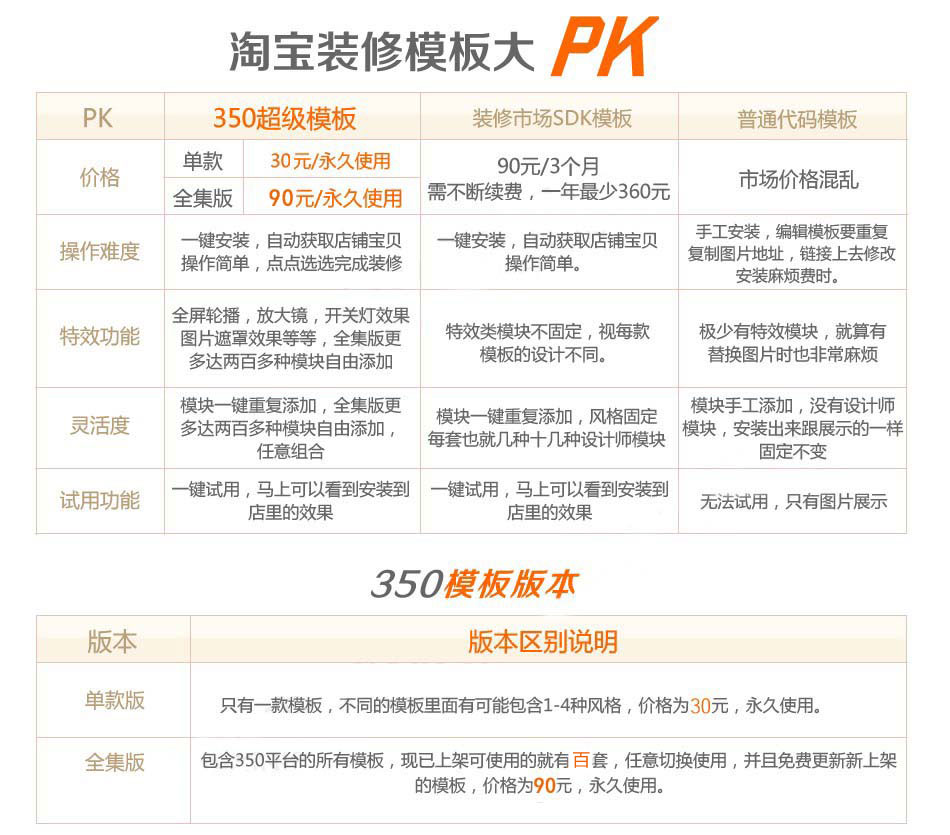 淘宝装修模板大PK
PK
350超级模板
装修市场SDK模板
普通代码模板
价格
单款
30元/永久使用
全集版
90元/永久使用
90元/3个月
需不断续费，一年最少360元
市场价格混乱
操作难度
一键安装，自动获取店铺宝贝
操作简单，点点选选完成装修
一键安装，自动获取店铺宝贝
操作简单。
手工安装，编辑模板要重复
复制图片地址，链接上去修改
安装麻烦费时。
特效功能
全屏轮播，放大镜，开关灯效果
图片遮罩效果等等，全集版更
多达两百多种模块自由添加
特效类模块不固定，视每款
模板的设计不同。
极少有特效模块，就算有
替换图片时也非常麻烦
灵活度
模块一键重复添加，全集版更
多达两百多种模块自由添加，
任意组合
模块一键重复添加，风格固定
每套也就几种十几种设计师模块
模块手工添加，没有设计师
模块，安装出来跟展示的一样
固定不变
试用功能
一键试用，马上可以看到安装到
店里的效果
一键试用，马上可以看到安装到
店里的效果
无法试用，只有图片展示
350模板版本
版本
版本区别说明
单款版
只有一款模板，不同的模板里面有可能包含1-4种风格，价格为30元，永久使用。
全集版
包含350平台的所有模板，现已上架可使用的就有百套，任意切换使用，并且免费更新新上架
的模板，价格为90元，永久使用。